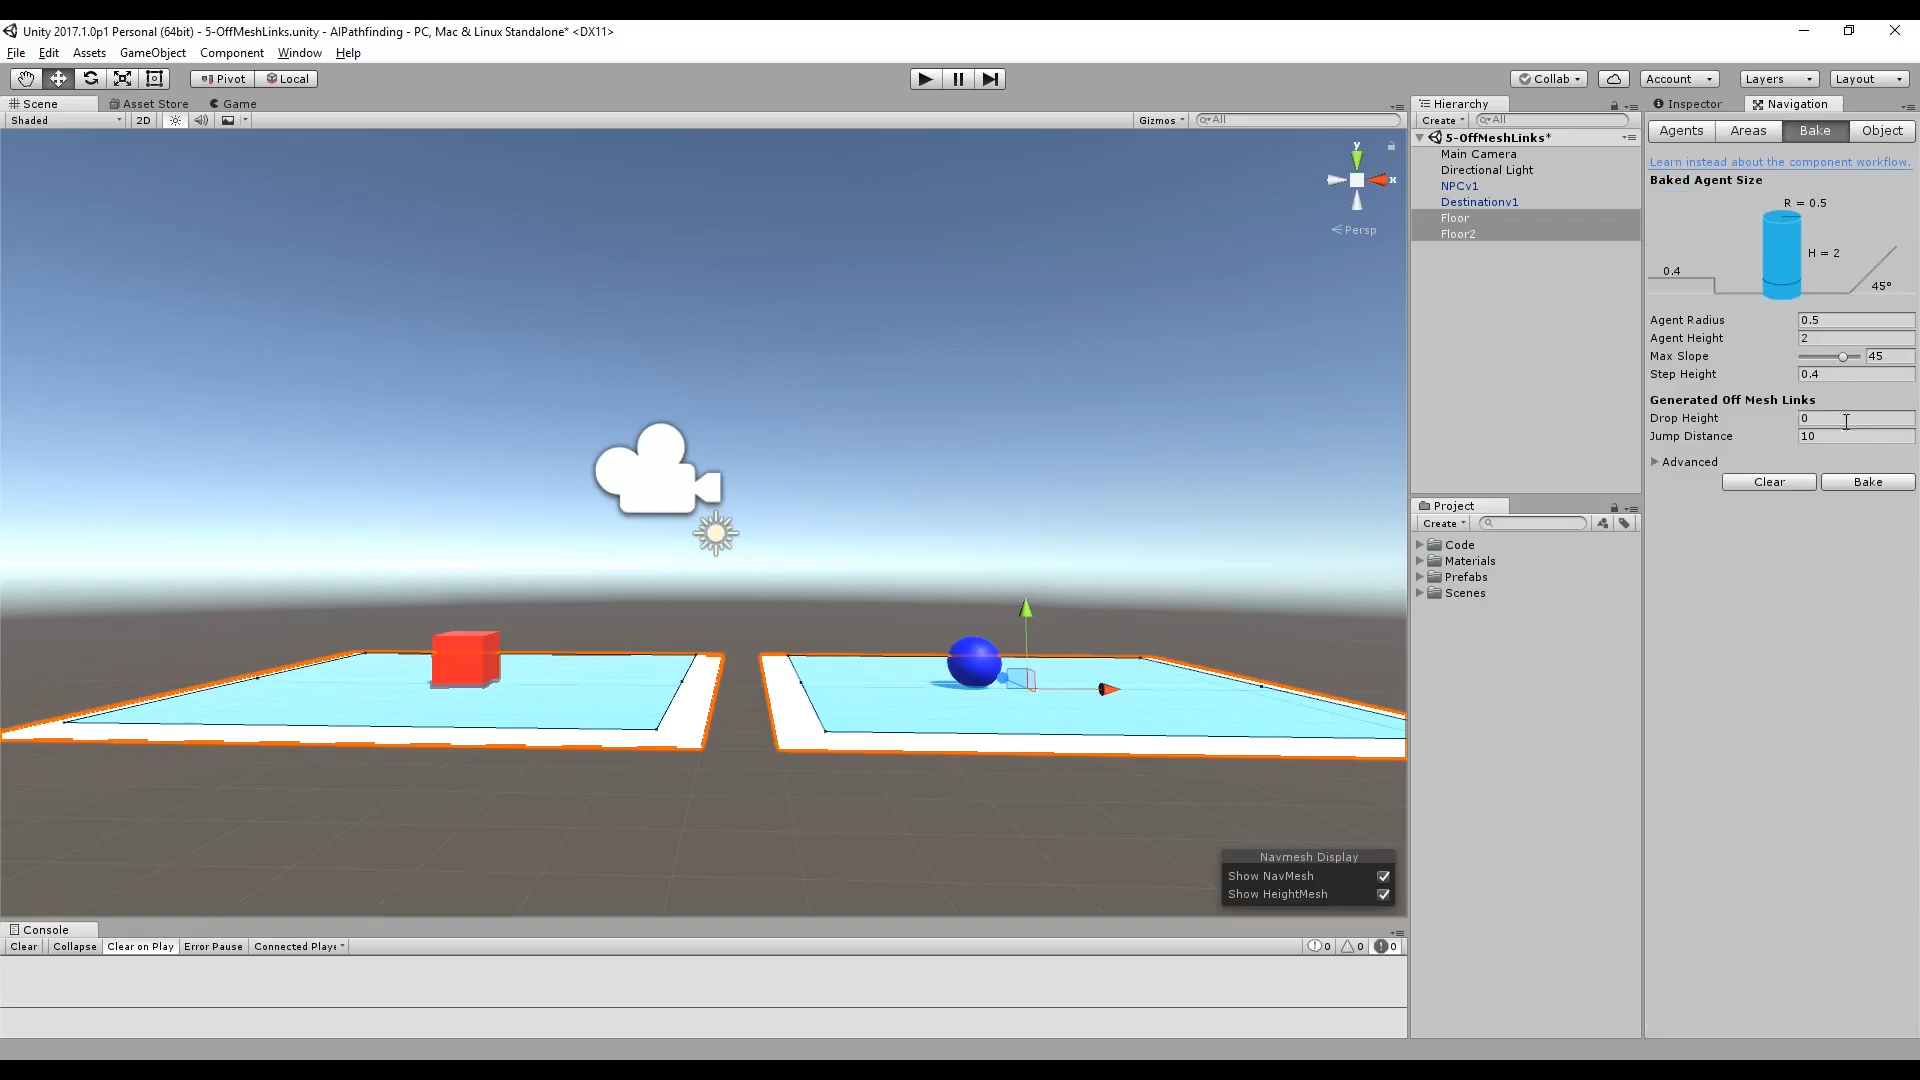 Unity 2017.1.0p1 Personal (64bit) - 5-OffMeshLinks.unity - AIPathfinding - PC, Mac & Linux Standalone* <DX11>
File Edit Assets GameObject Component Window Help
Pivot Local Collab Account Layers Layout
Scene Asset Store Game
Shaded 2D Gizmos All
y
x
Persp
Navmesh Display
Show NavMesh
Show HeightMesh
Console
Clear Collapse Clear on Play Error Pause Connected Playe
0 0 0
Hierarchy
Create All
5-OffMeshLinks*
Main Camera
Directional Light
NPCv1
Destinationv1
Floor
Floor2
Project
Create
Code
Materials
Prefabs
Scenes
Inspector Navigation
Agents Areas Bake Object
Learn instead about the component workflow.
Baked Agent Size
R = 0.5
H = 2
0.4
45°
Agent Radius 0.5
Agent Height 2
Max Slope 45
Step Height 0.4
Generated Off Mesh Links
Drop Height 0
Jump Distance 10
Advanced
Clear Bake